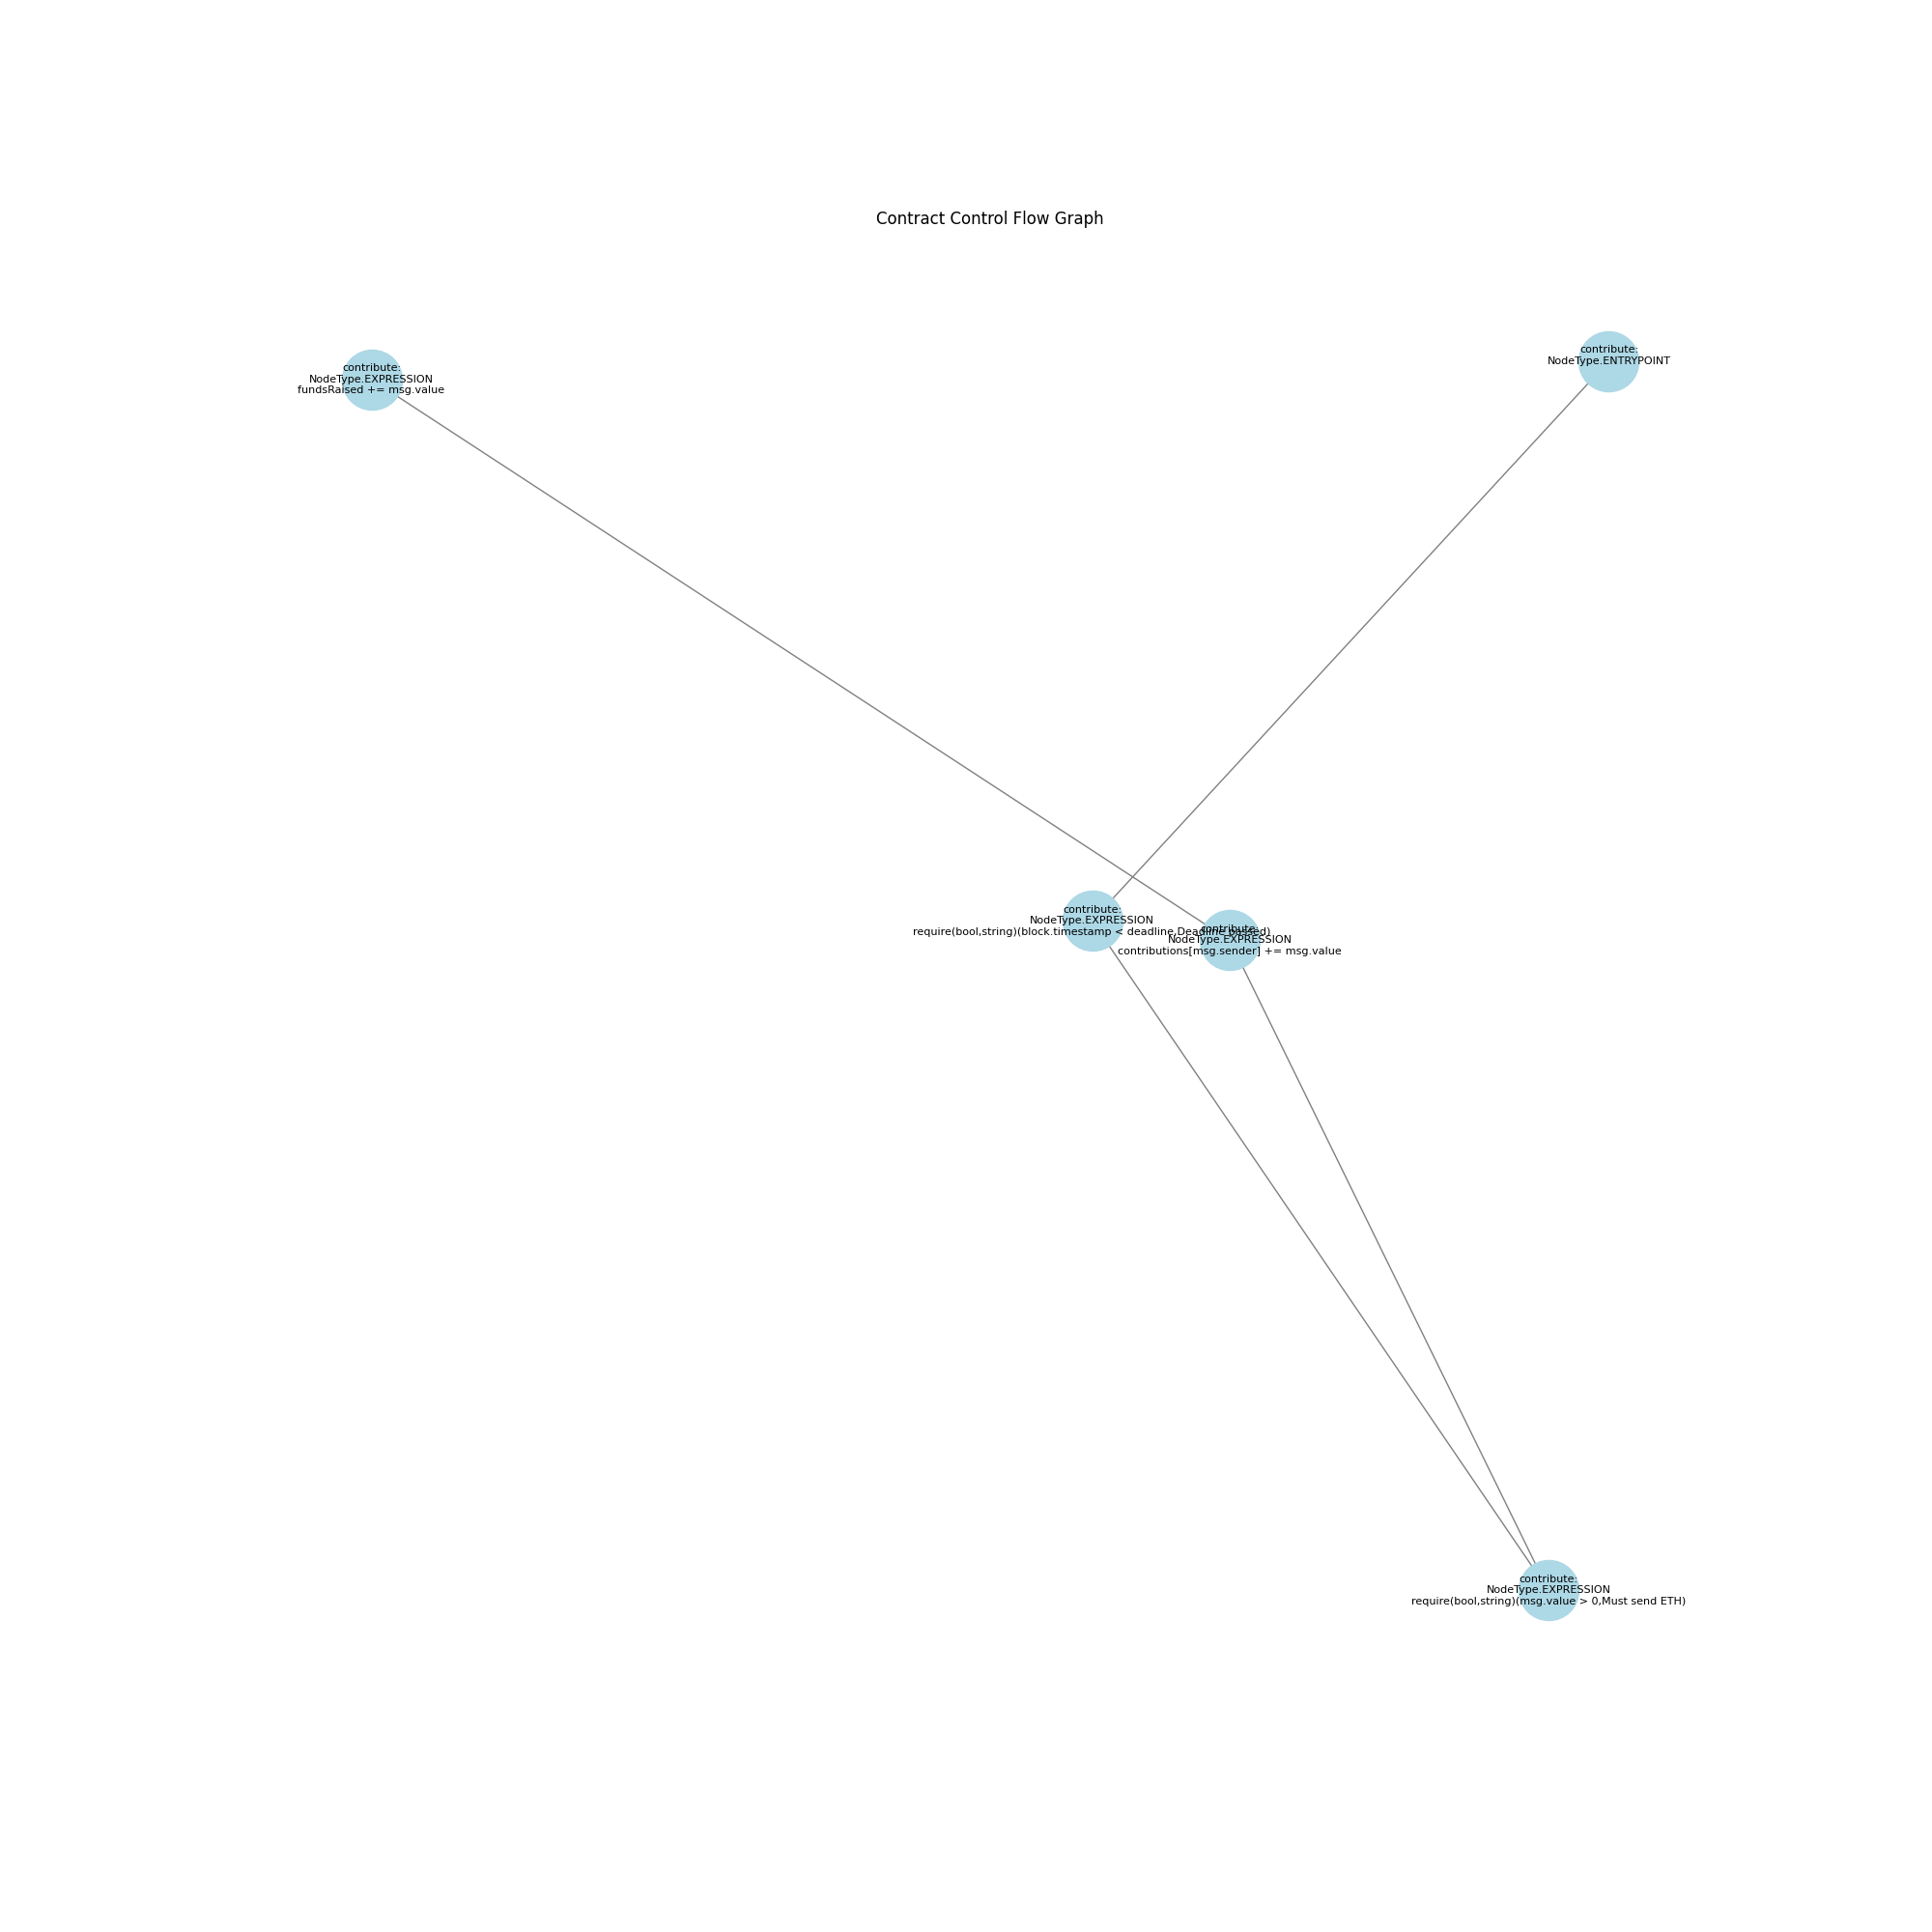 Contract Control Flow Graph
contribute:
NodeType.ENTRYPOINT
contribute:
NodeType.EXPRESSION
fundsRaised += msg.value
contribute:
NodeType.EXPRESSION
require(bool,string)(block.timestamp < deadline,Deadline passed)
contribute:
NodeType.EXPRESSION
contributions[msg.sender] += msg.value
contribute:
NodeType.EXPRESSION
require(bool,string)(msg.value > 0,Must send ETH)